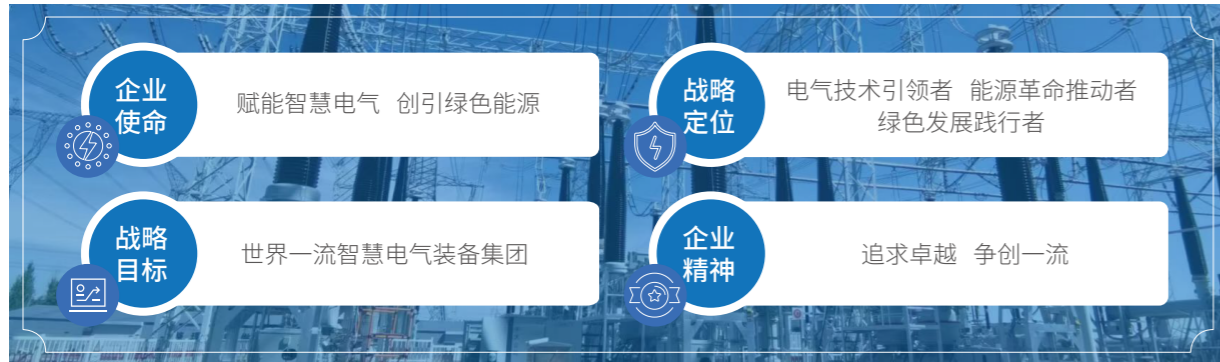 企业
使命
赋能智慧电气 创引绿色能源
战略
定位
电气技术引领者 能源革命推动者
绿色发展践行者
战略
目标
世界一流智慧电气装备集团
企业
精神
追求卓越 争创一流